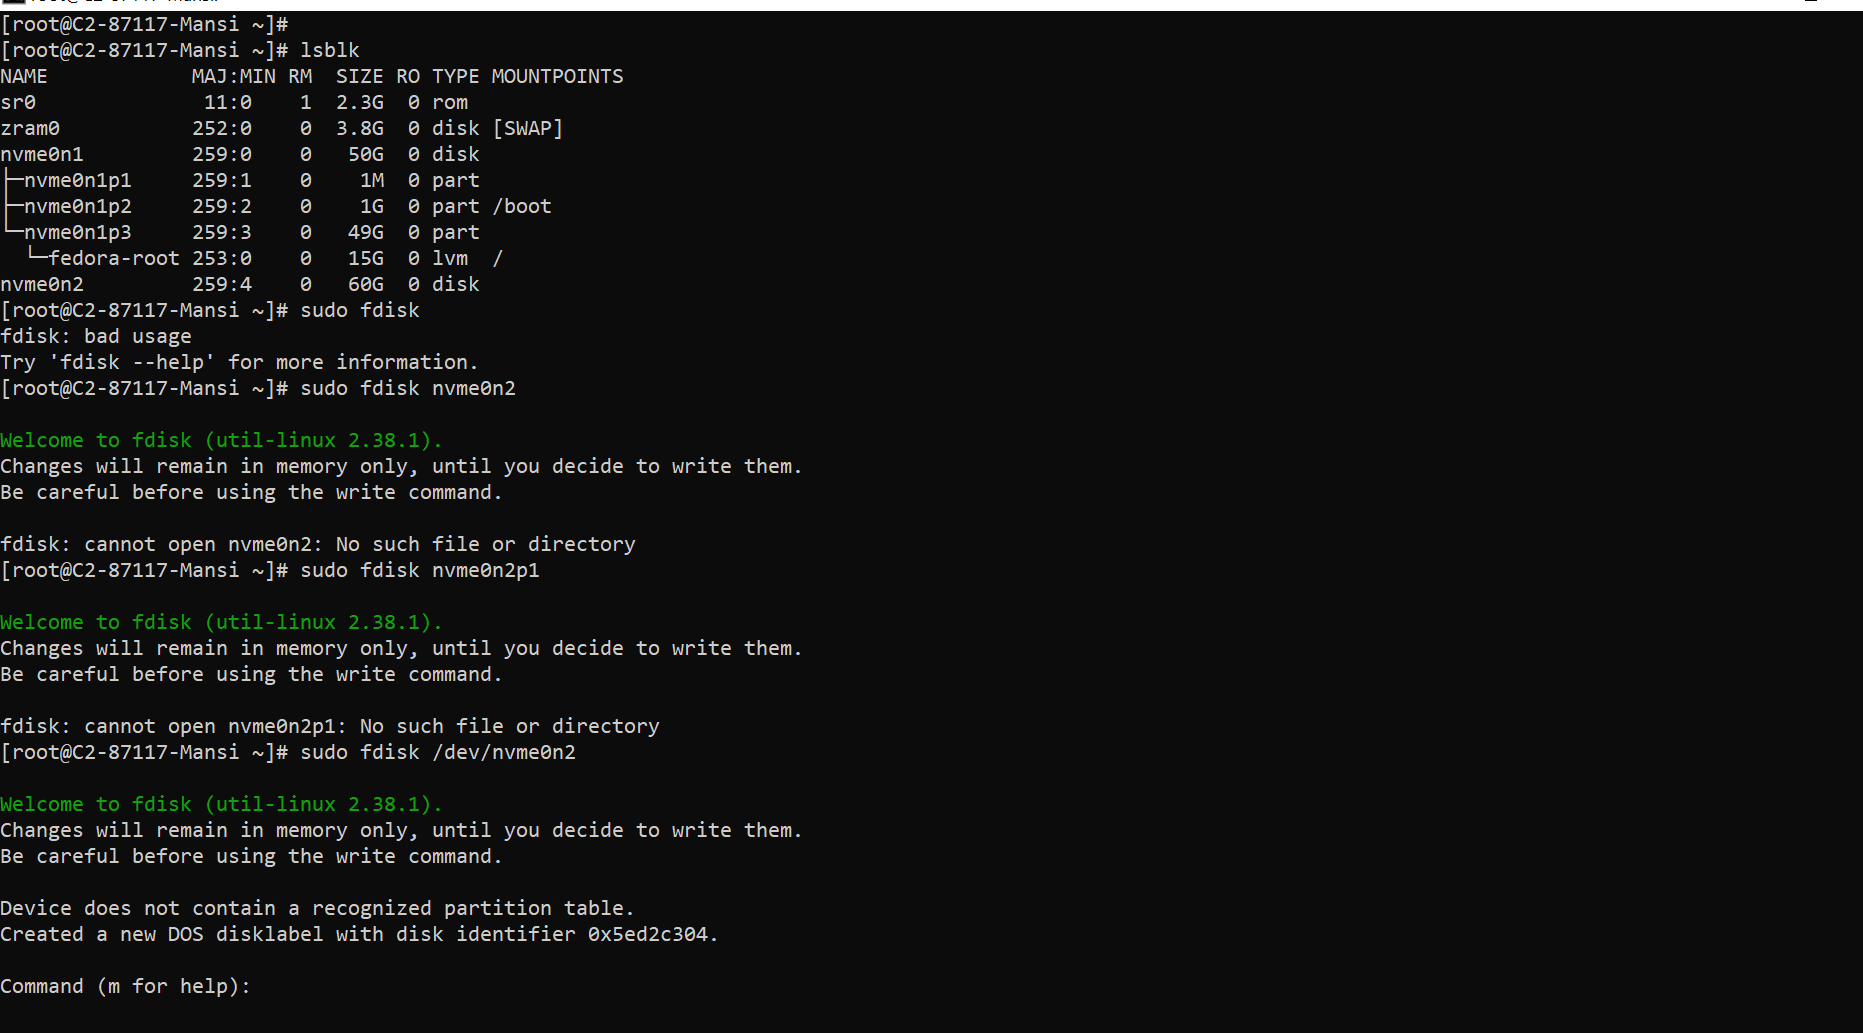 [root@C2-87117-Mansi ~]#
[root@C2-87117-Mansi ~]# lsblk
NAME            MAJ:MIN RM  SIZE RO TYPE MOUNTPOINTS
sr0              11:0    1  2.3G  0 rom
zram0           252:0    0  3.8G  0 disk [SWAP]
nvme0n1         259:0    0   50G  0 disk
├─nvme0n1p1     259:1    0    1M  0 part
├─nvme0n1p2     259:2    0    1G  0 part /boot
└─nvme0n1p3     259:3    0   49G  0 part
  └─fedora-root 253:0    0   15G  0 lvm  /
nvme0n2         259:4    0   60G  0 disk
[root@C2-87117-Mansi ~]# sudo fdisk
fdisk: bad usage
Try 'fdisk --help' for more information.
[root@C2-87117-Mansi ~]# sudo fdisk nvme0n2
Welcome to fdisk (util-linux 2.38.1).
Changes will remain in memory only, until you decide to write them.
Be careful before using the write command.
fdisk: cannot open nvme0n2: No such file or directory
[root@C2-87117-Mansi ~]# sudo fdisk nvme0n2p1
Welcome to fdisk (util-linux 2.38.1).
Changes will remain in memory only, until you decide to write them.
Be careful before using the write command.
fdisk: cannot open nvme0n2p1: No such file or directory
[root@C2-87117-Mansi ~]# sudo fdisk /dev/nvme0n2
Welcome to fdisk (util-linux 2.38.1).
Changes will remain in memory only, until you decide to write them.
Be careful before using the write command.
Device does not contain a recognized partition table.
Created a new DOS disklabel with disk identifier 0x5ed2c304.
Command (m for help):